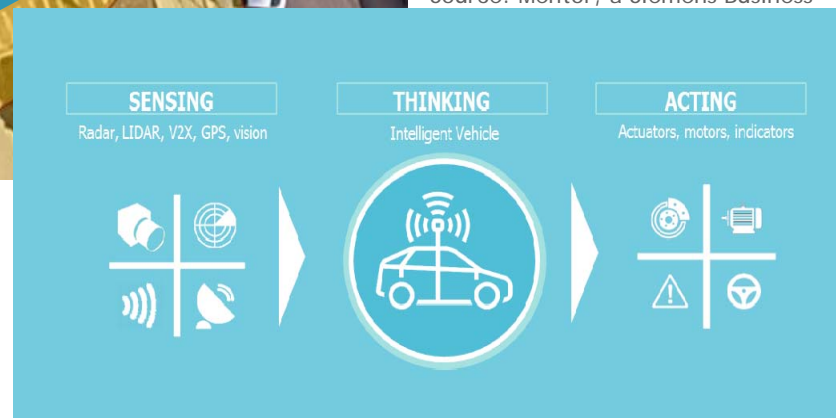 Source: Mentor, a Siemens Business
SENSING
Radar, LIDAR, V2X, GPS, vision
THINKING
Intelligent Vehicle
ACTING
Actuators, motors, indicators